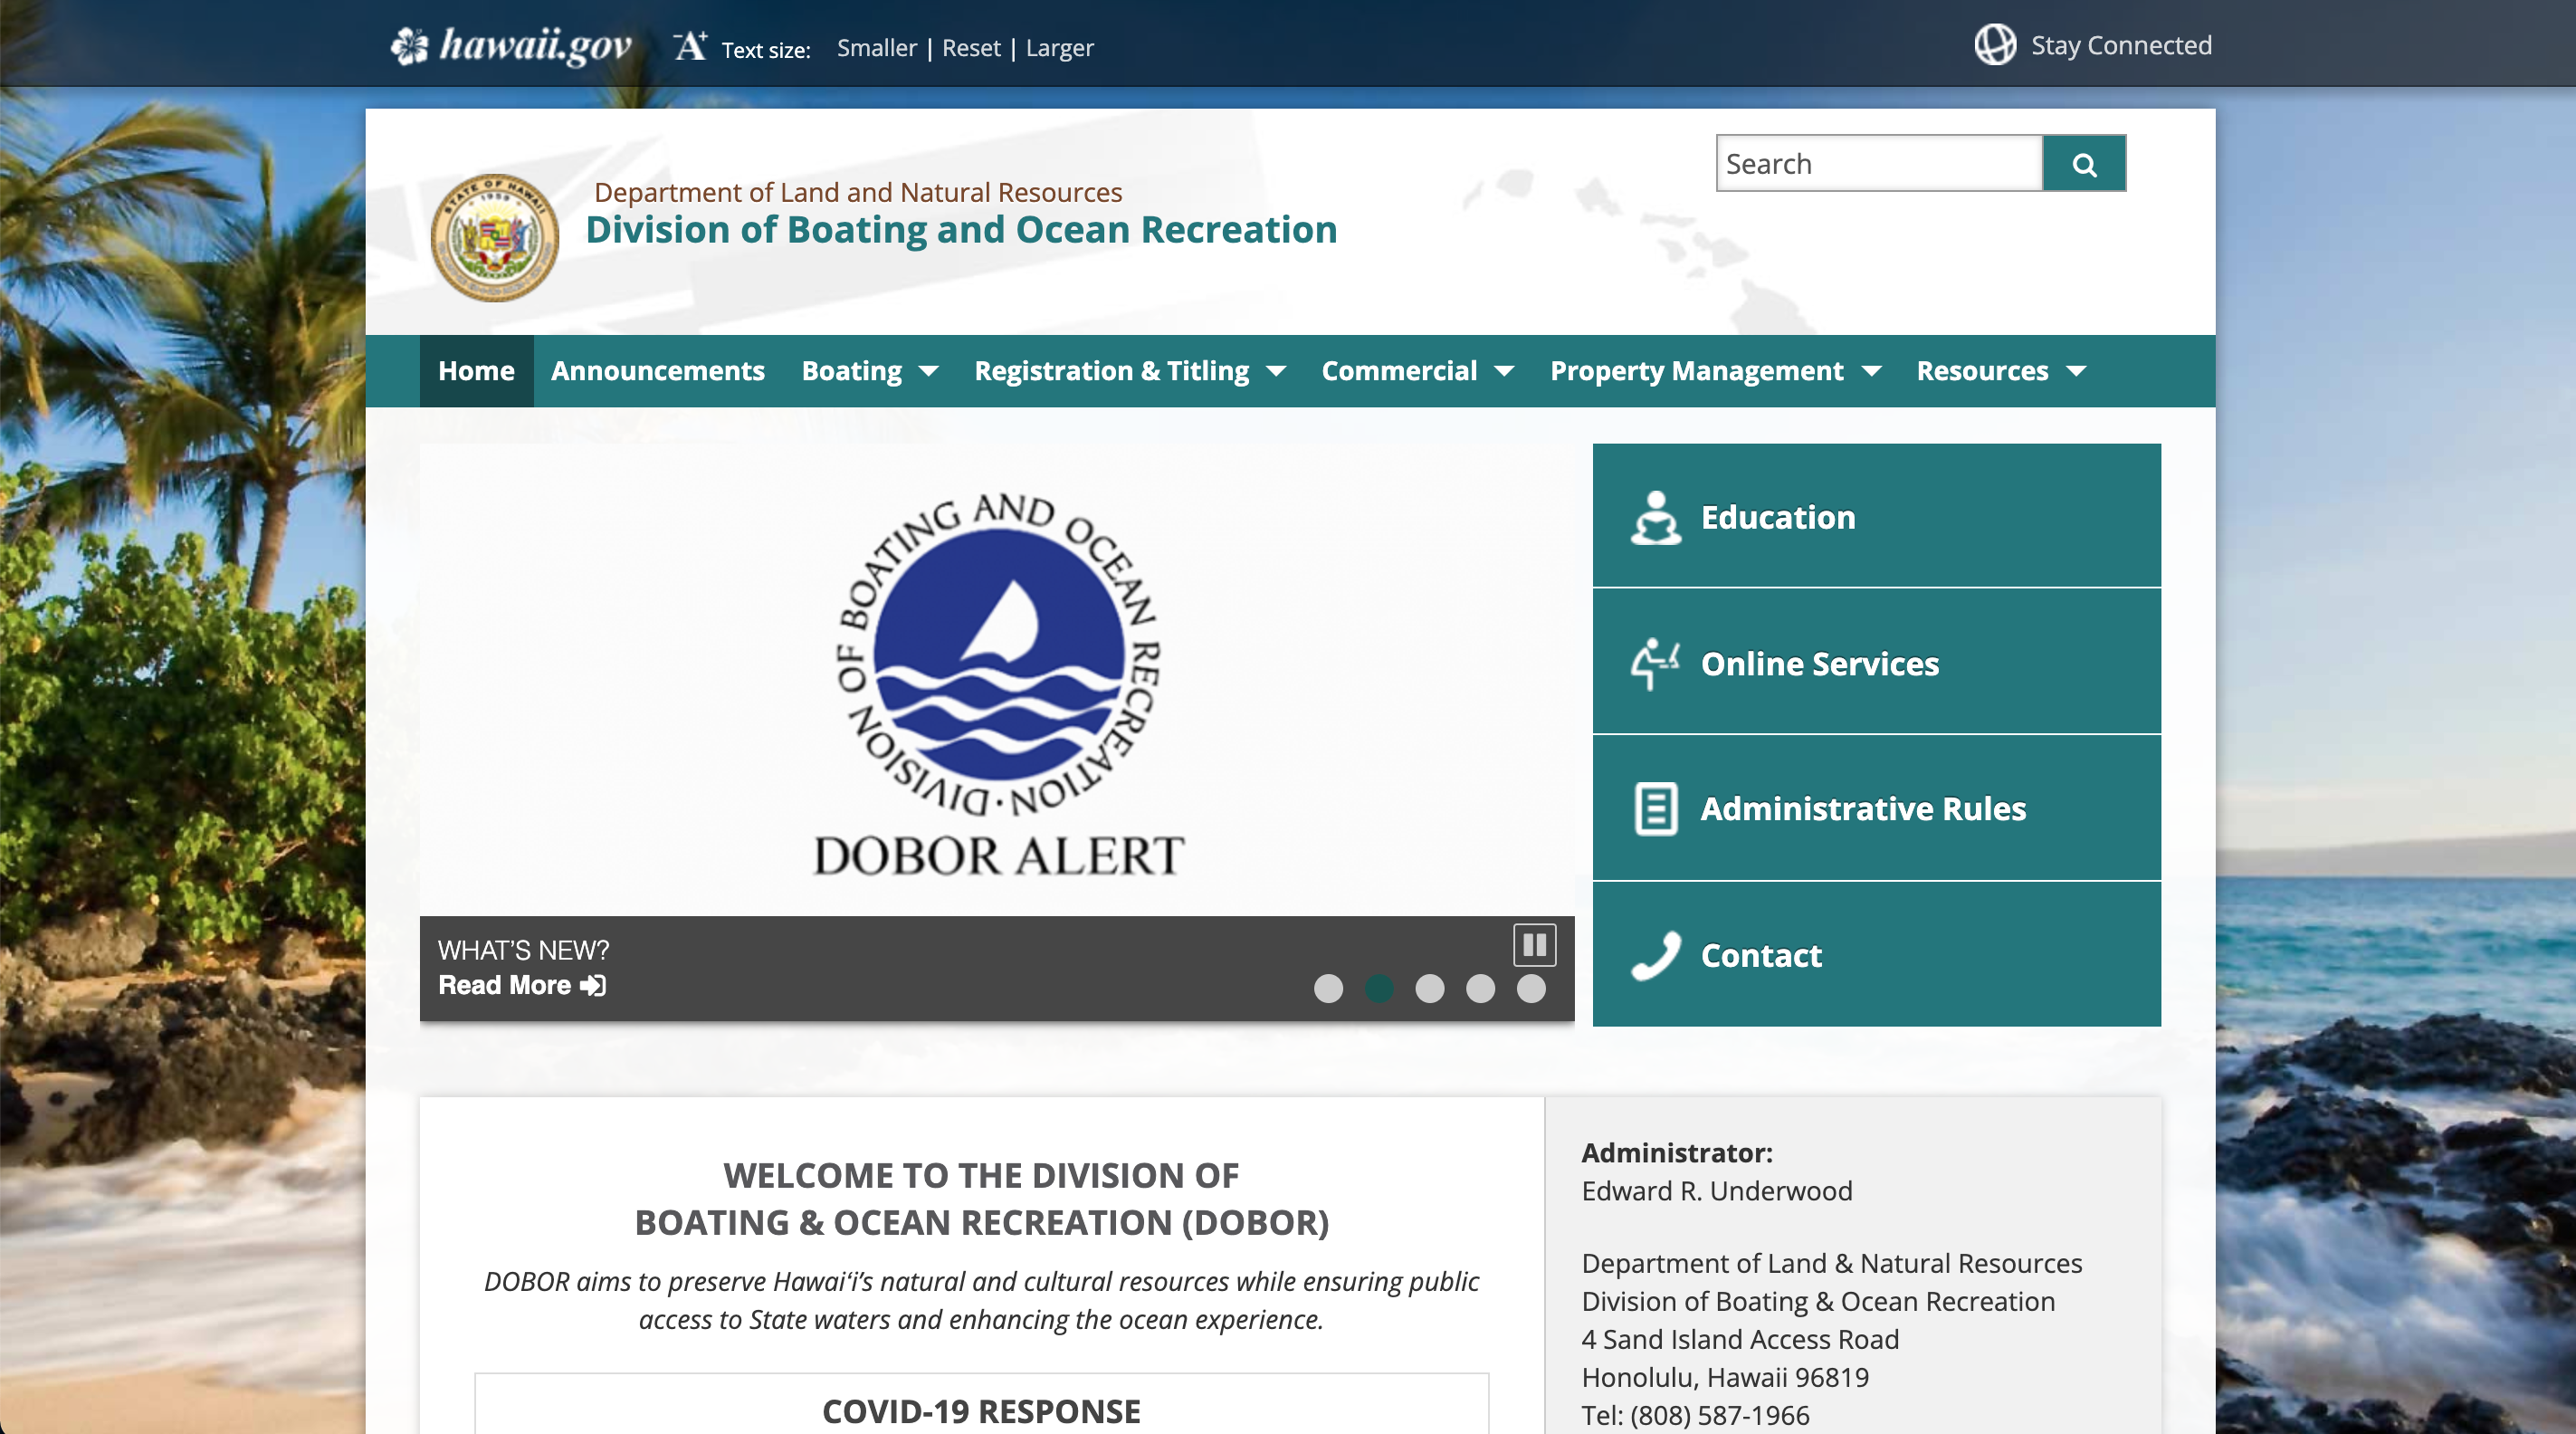 hawaii.gov
Text size: Smaller | Reset | Larger
Stay Connected
Search
STATE OF HAWAII
1959
Department of Land and Natural Resources
Division of Boating and Ocean Recreation
Home Announcements Boating Registration & Titling Commercial Property Management Resources
DIVISION OF BOATING AND OCEAN RECREATION ·
DOBOR ALERT
WHAT'S NEW?
Read More
Education
Online Services
Administrative Rules
Contact
WELCOME TO THE DIVISION OF
BOATING & OCEAN RECREATION (DOBOR)
DOBOR aims to preserve Hawaiʻi's natural and cultural resources while ensuring public
access to State waters and enhancing the ocean experience.
COVID-19 RESPONSE
Administrator:
Edward R. Underwood
Department of Land & Natural Resources
Division of Boating & Ocean Recreation
4 Sand Island Access Road
Honolulu, Hawaii 96819
Tel: (808) 587-1966